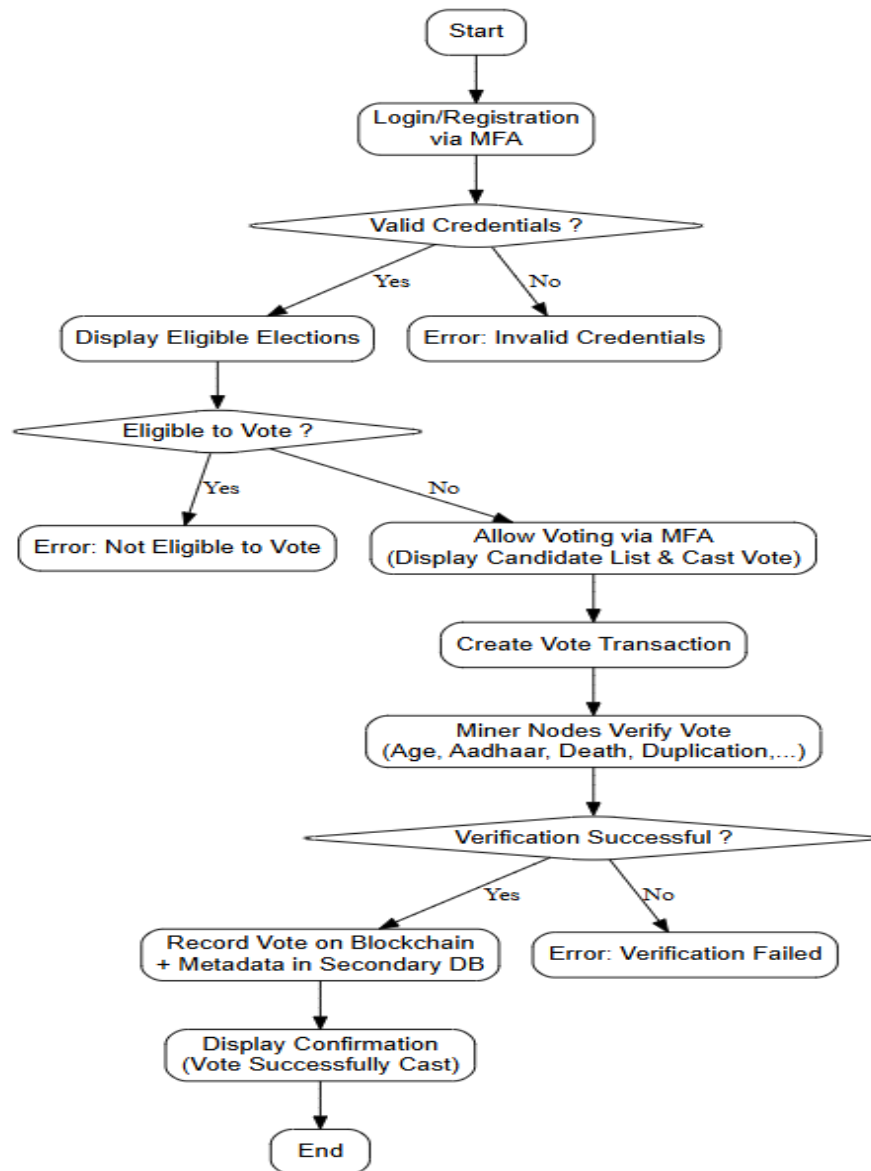 Start
Login/Registration
via MFA
Valid Credentials ?
Yes
No
Display Eligible Elections
Error: Invalid Credentials
Eligible to Vote ?
Yes
No
Error: Not Eligible to Vote
Allow Voting via MFA
(Display Candidate List & Cast Vote)
Create Vote Transaction
Miner Nodes Verify Vote
(Age, Aadhaar, Death, Duplication,...)
Verification Successful ?
Yes
No
Record Vote on Blockchain
+ Metadata in Secondary DB
Error: Verification Failed
Display Confirmation
(Vote Successfully Cast)
End